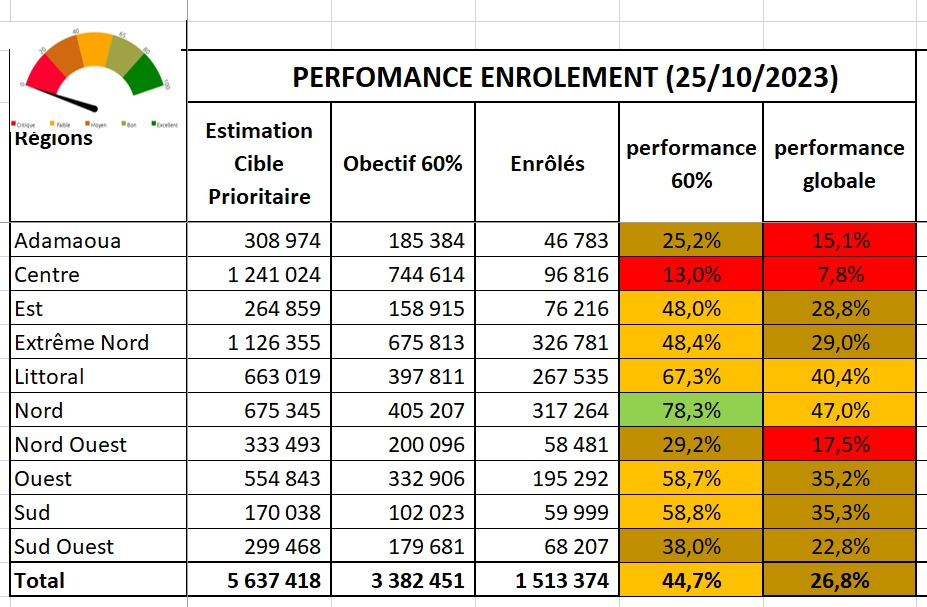 0 20 40 65 80 100
Critique Faible Moyen Bon Excellent
PERFOMANCE ENROLEMENT (25/10/2023)
Régions Estimation Cible Prioritaire Obectif 60% Enrôlés performance 60% performance globale
Adamaoua 308 974 185 384 46 783 25,2% 15,1%
Centre 1 241 024 744 614 96 816 13,0% 7,8%
Est 264 859 158 915 76 216 48,0% 28,8%
Extrême Nord 1 126 355 675 813 326 781 48,4% 29,0%
Littoral 663 019 397 811 267 535 67,3% 40,4%
Nord 675 345 405 207 317 264 78,3% 47,0%
Nord Ouest 333 493 200 096 58 481 29,2% 17,5%
Ouest 554 843 332 906 195 292 58,7% 35,2%
Sud 170 038 102 023 59 999 58,8% 35,3%
Sud Ouest 299 468 179 681 68 207 38,0% 22,8%
Total 5 637 418 3 382 451 1 513 374 44,7% 26,8%